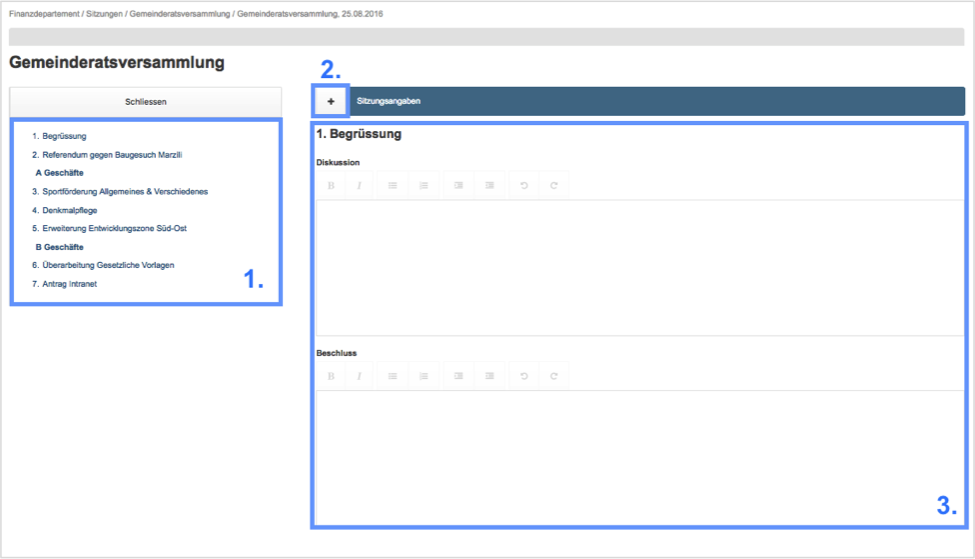 Finanzdepartement / Sitzungen / Gemeinderatsversammlung / Gemeinderatsversammlung, 25.08.2016
Gemeinderatsversammlung
2.
Schliessen
+ Sitzungsangaben
1. Begrüssung
2. Referendum gegen Baugesuch Marzili
A Geschäfte
3. Sportförderung Allgemeines & Verschiedenes
4. Denkmalpflege
5. Erweiterung Entwicklungszone Süd-Ost
B Geschäfte
6. Überarbeitung Gesetzliche Vorlagen
7. Antrag Intranet
1.
1. Begrüssung
Diskussion
B I
Beschluss
B I
3.